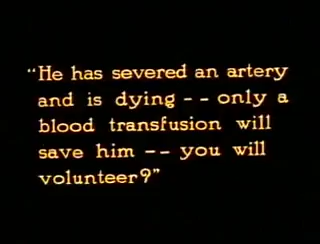 "He has severed an artery
and is dying -- only a
blood transfusion will
save him -- you will
volunteer?"